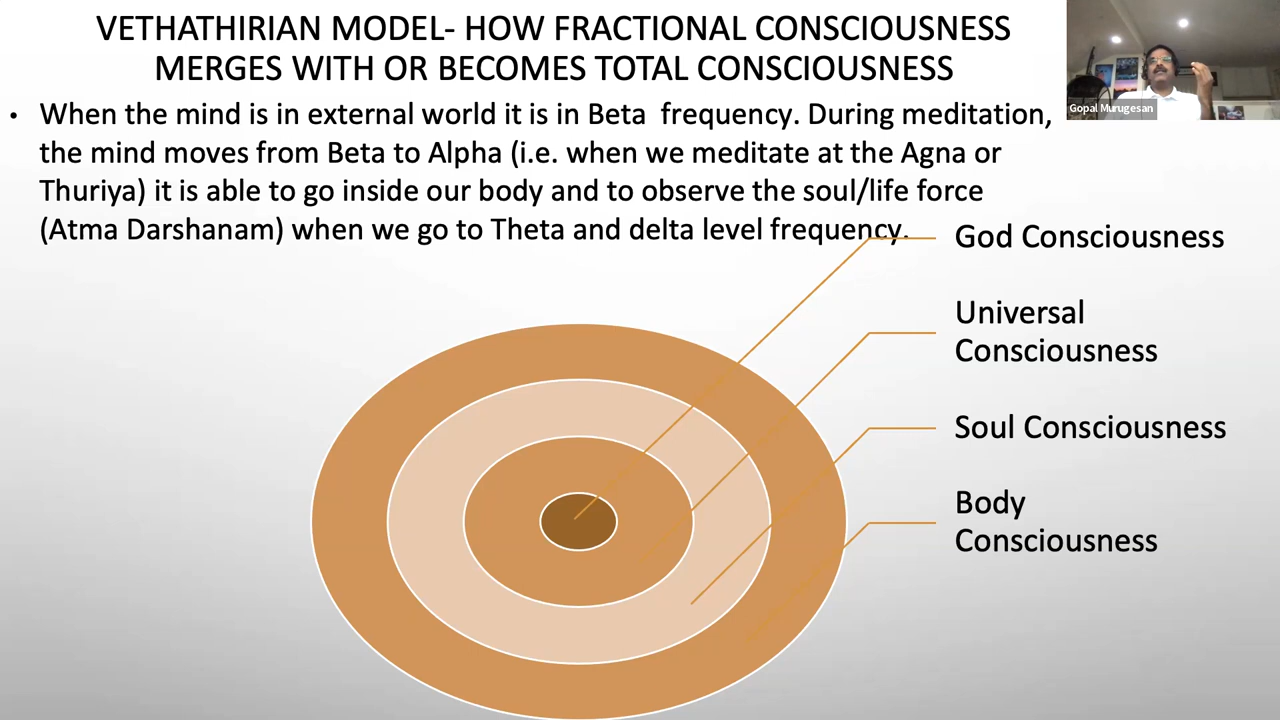 VETHATHIRIAN MODEL- HOW FRACTIONAL CONSCIOUSNESS
MERGES WITH OR BECOMES TOTAL CONSCIOUSNESS
• When the mind is in external world it is in Beta  frequency. During meditation,
the mind moves from Beta to Alpha (i.e. when we meditate at the Agna or
Thuriya) it is able to go inside our body and to observe the soul/life force
(Atma Darshanam) when we go to Theta and delta level frequency.
Gopal Murugesan
God Consciousness
Universal
Consciousness
Soul Consciousness
Body
Consciousness